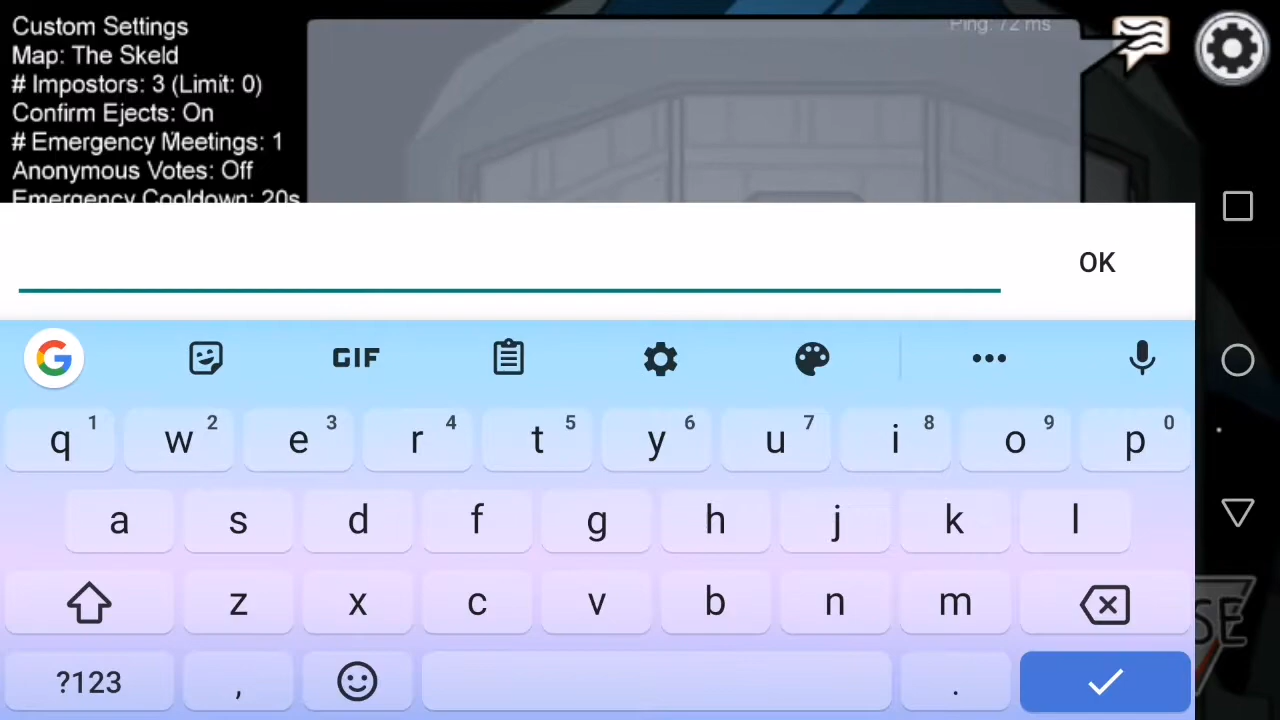 Custom Settings
Ping: 72 ms
Map: The Skeld
# Impostors: 3 (Limit: 0)
Confirm Ejects: On
# Emergency Meetings: 1
Anonymous Votes: Off
Emergency Cooldown: 20s
OK
G GIF
q 1 w 2 e 3 r 4 t 5 y 6 u 7 i 8 o 9 p 0
a s d f g h j k l
z x c v b n m
?123 , .
SE